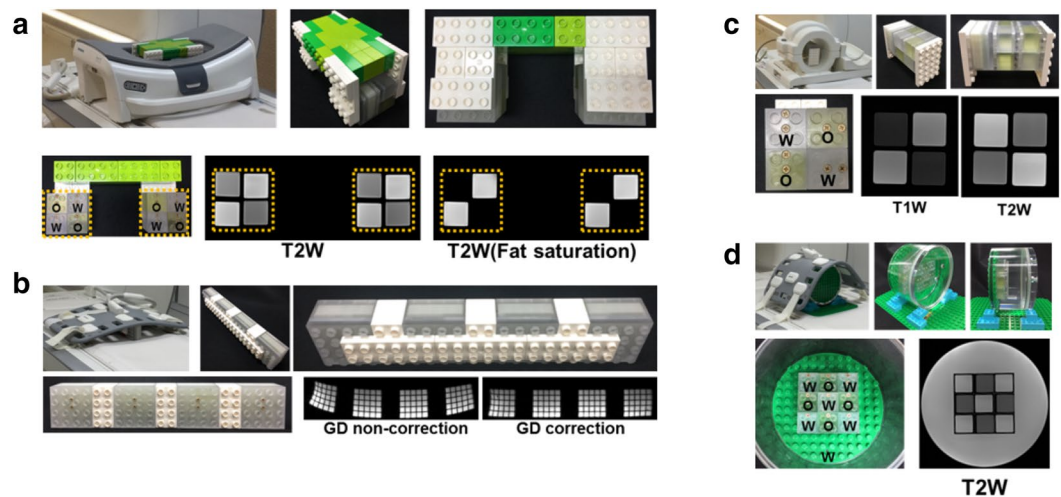 a
O W O W
W O W O
T2W
T2W(Fat saturation)
b
GD non-correction
GD correction
c
W O
O W
T1W
T2W
d
W O W
O W O
W O W
W
T2W